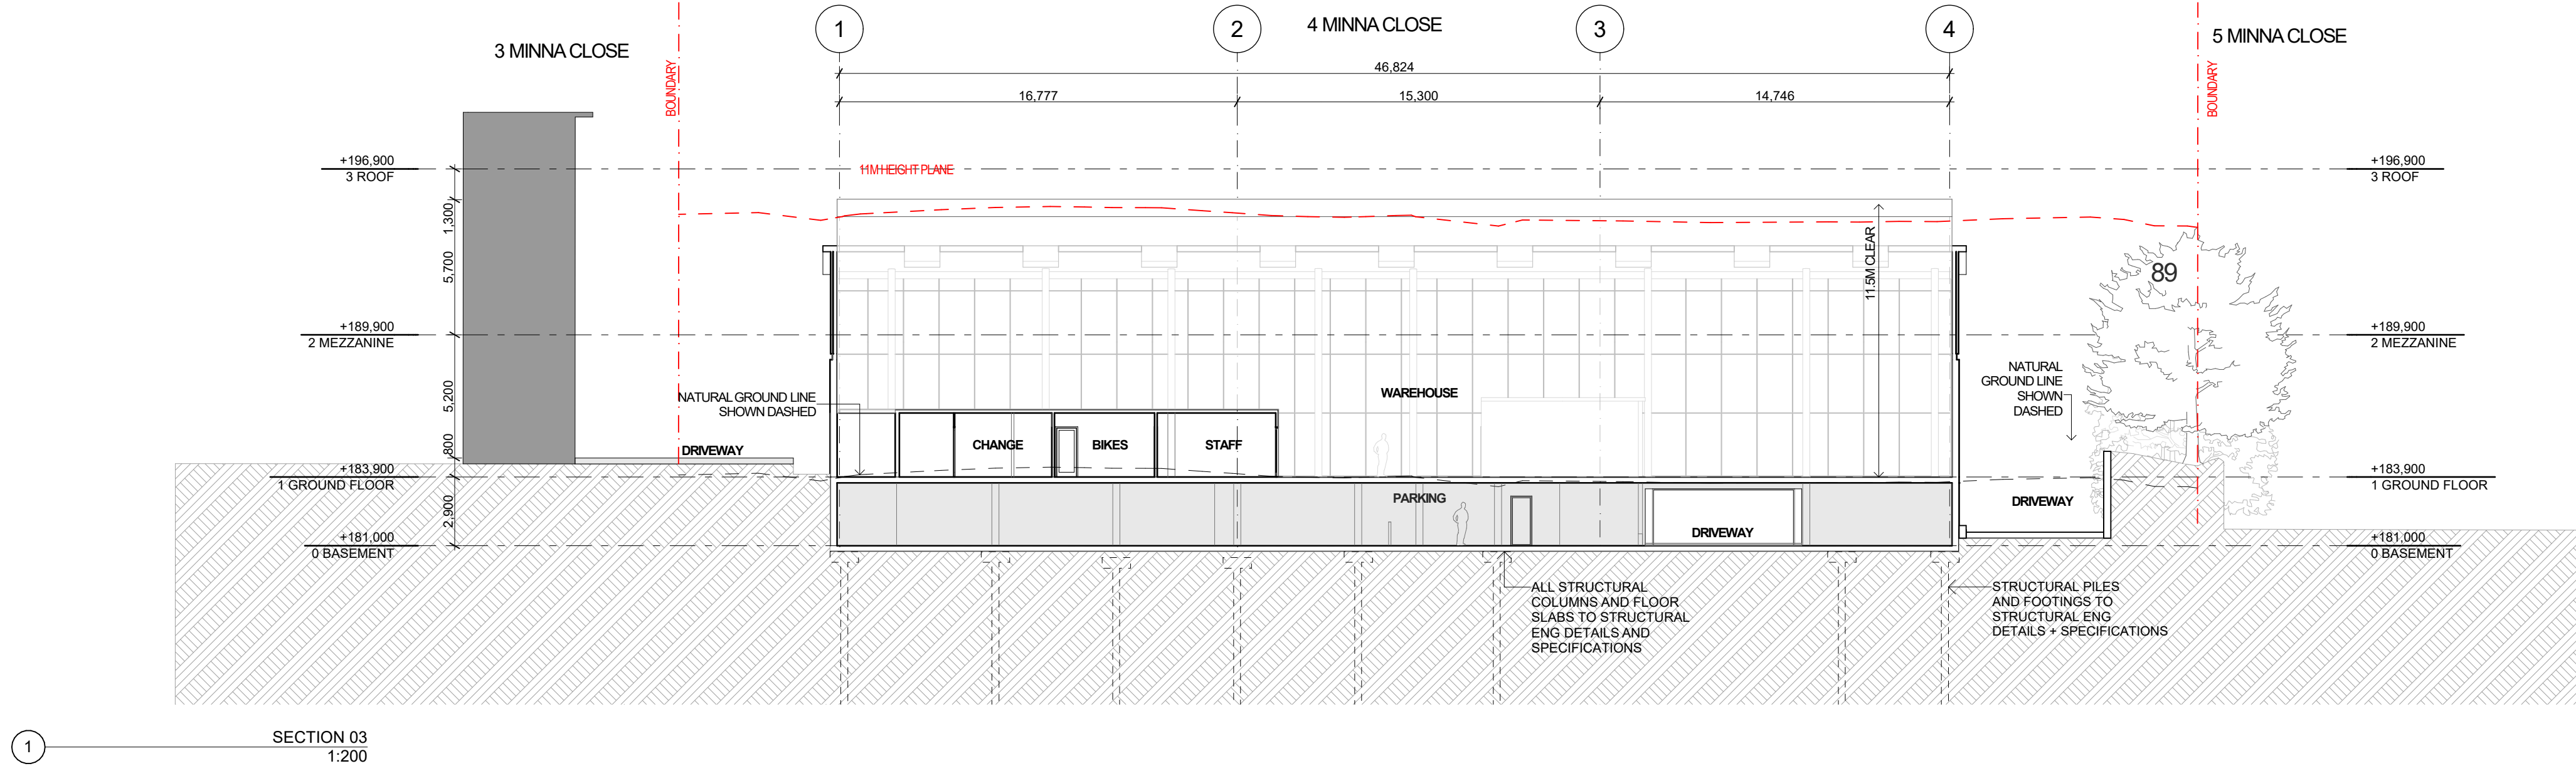 1
2
3
4
3 MINNA CLOSE
4 MINNA CLOSE
5 MINNA CLOSE
BOUNDARY
BOUNDARY
46,824
16,777
15,300
14,746
+196,900
3 ROOF
11M HEIGHT PLANE
+196,900
3 ROOF
1,300
5,700
11.5M CLEAR
89
+189,900
2 MEZZANINE
+189,900
2 MEZZANINE
5,200
NATURAL GROUND LINE
SHOWN DASHED
WAREHOUSE
NATURAL
GROUND LINE
SHOWN
DASHED
800
DRIVEWAY
CHANGE
BIKES
STAFF
+183,900
1 GROUND FLOOR
+183,900
1 GROUND FLOOR
2,900
PARKING
DRIVEWAY
DRIVEWAY
+181,000
0 BASEMENT
+181,000
0 BASEMENT
ALL STRUCTURAL
COLUMNS AND FLOOR
SLABS TO STRUCTURAL
ENG DETAILS AND
SPECIFICATIONS
STRUCTURAL PILES
AND FOOTINGS TO
STRUCTURAL ENG
DETAILS + SPECIFICATIONS
1
SECTION 03
1:200